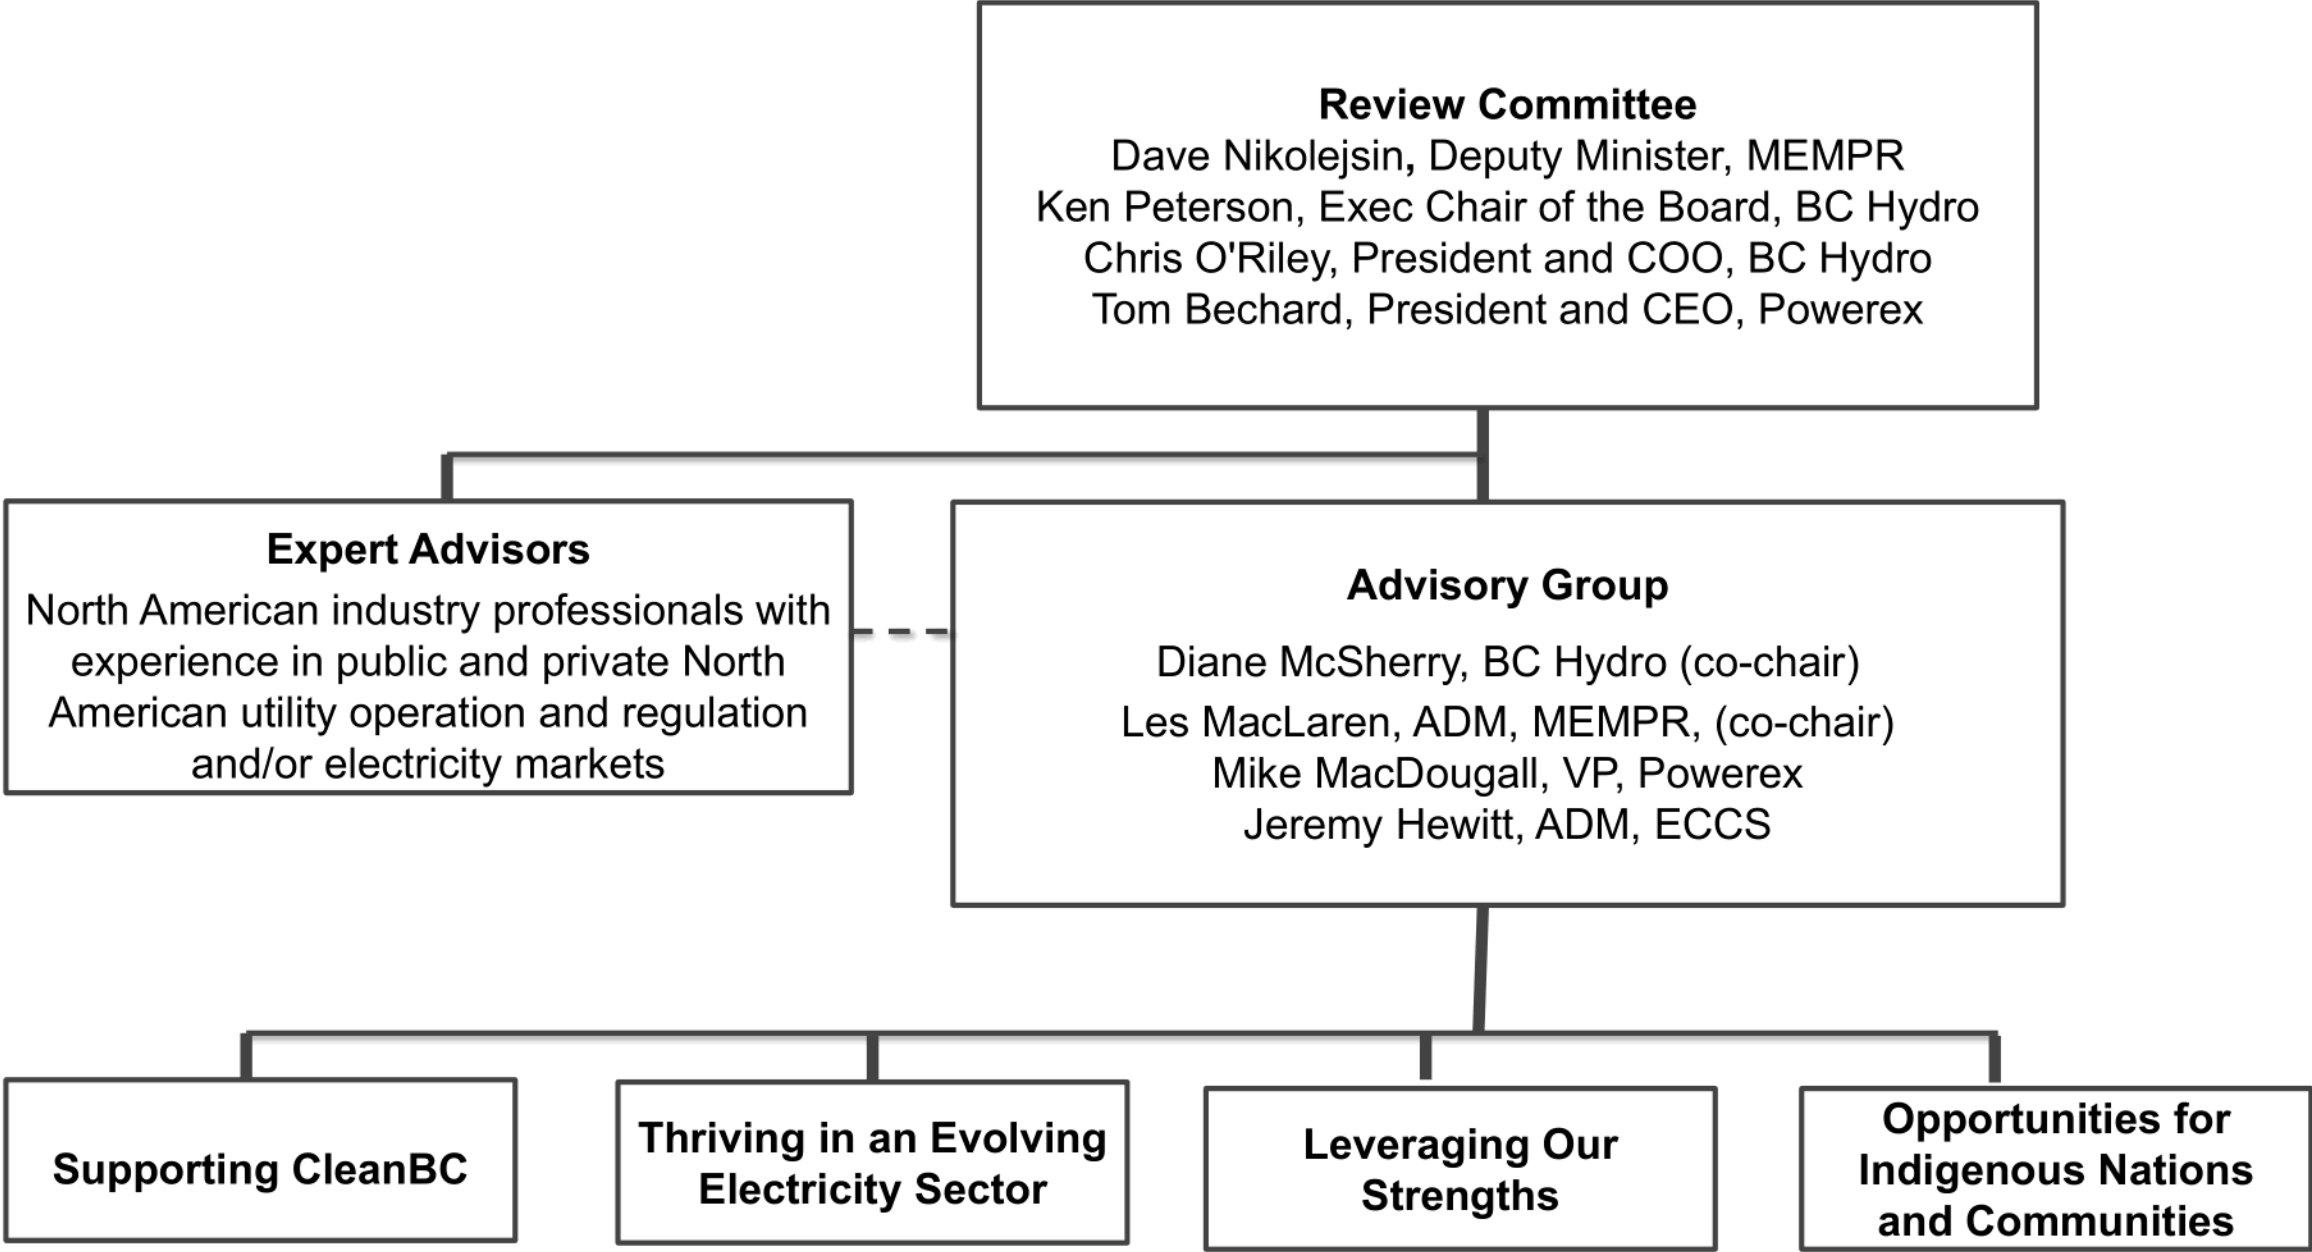 Review Committee
Dave Nikolejsin, Deputy Minister, MEMPR
Ken Peterson, Exec Chair of the Board, BC Hydro
Chris O'Riley, President and COO, BC Hydro
Tom Bechard, President and CEO, Powerex
Expert Advisors
North American industry professionals with
experience in public and private North
American utility operation and regulation
and/or electricity markets
Advisory Group
Diane McSherry, BC Hydro (co-chair)
Les MacLaren, ADM, MEMPR, (co-chair)
Mike MacDougall, VP, Powerex
Jeremy Hewitt, ADM, ECCS
Supporting CleanBC
Thriving in an Evolving
Electricity Sector
Leveraging Our
Strengths
Opportunities for
Indigenous Nations
and Communities